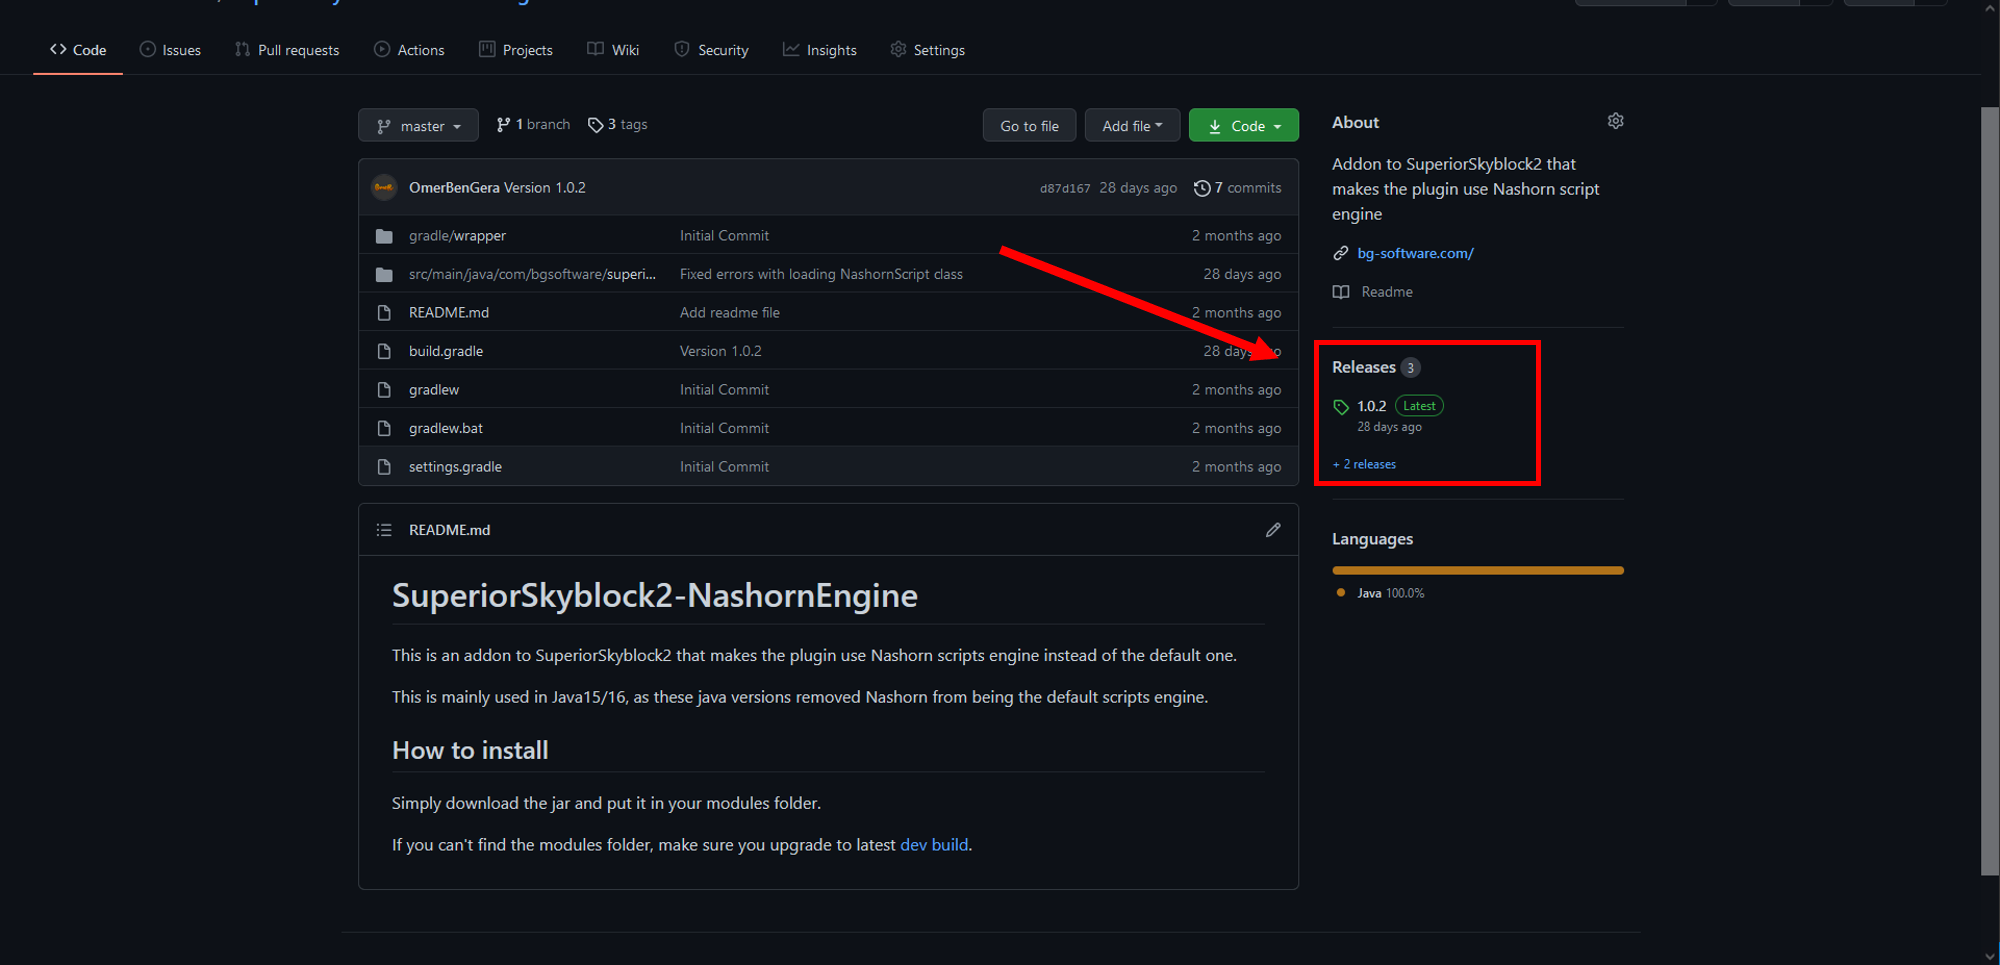 Code Issues Pull requests Actions Projects Wiki Security Insights Settings
master 1 branch 3 tags Go to file Add file Code
OmerBenGera Version 1.0.2 d87d167 28 days ago 7 commits
gradle/wrapper Initial Commit 2 months ago
src/main/java/com/bgsoftware/superi... Fixed errors with loading NashornScript class 28 days ago
README.md Add readme file 2 months ago
build.gradle Version 1.0.2 28 days
gradlew Initial Commit 2 months ago
gradlew.bat Initial Commit 2 months ago
settings.gradle Initial Commit 2 months ago
README.md
SuperiorSkyblock2-NashornEngine
This is an addon to SuperiorSkyblock2 that makes the plugin use Nashorn scripts engine instead of the default one.
This is mainly used in Java15/16, as these java versions removed Nashorn from being the default scripts engine.
How to install
Simply download the jar and put it in your modules folder.
If you can't find the modules folder, make sure you upgrade to latest dev build.
About
Addon to SuperiorSkyblock2 that
makes the plugin use Nashorn script
engine
bg-software.com/
Readme
Releases 3
1.0.2 Latest
28 days ago
+ 2 releases
Languages
Java 100.0%